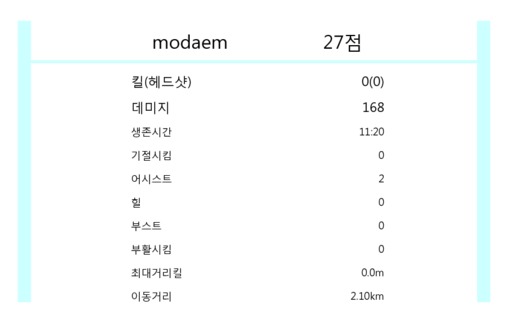 modaem 27점
킬(헤드샷) 0(0)
데미지 168
생존시간 11:20
기절시킴 0
어시스트 2
힐 0
부스트 0
부활시킴 0
최대거리킬 0.0m
이동거리 2.10km